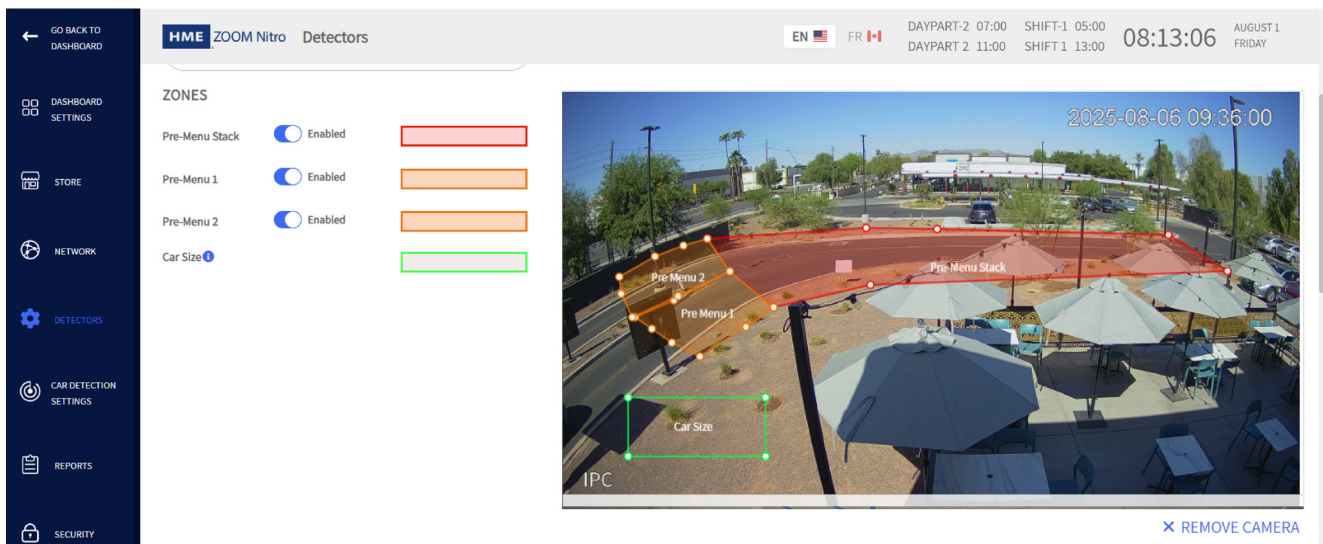 GO BACK TO
DASHBOARD
HME ZOOM Nitro Detectors
EN FR
DAYPART-2 07:00 SHIFT-1 05:00
DAYPART 2 11:00 SHIFT 1 13:00
08:13:06
AUGUST 1
FRIDAY
DASHBOARD
SETTINGS
STORE
NETWORK
DETECTORS
CAR DETECTION
SETTINGS
REPORTS
SECURITY
ZONES
Pre-Menu Stack Enabled
Pre-Menu 1 Enabled
Pre-Menu 2 Enabled
Car Size
2025-08-06 09:36:00
Pre-Menu Stack
Pre Menu 2
Pre Menu 1
Car Size
IPC
× REMOVE CAMERA